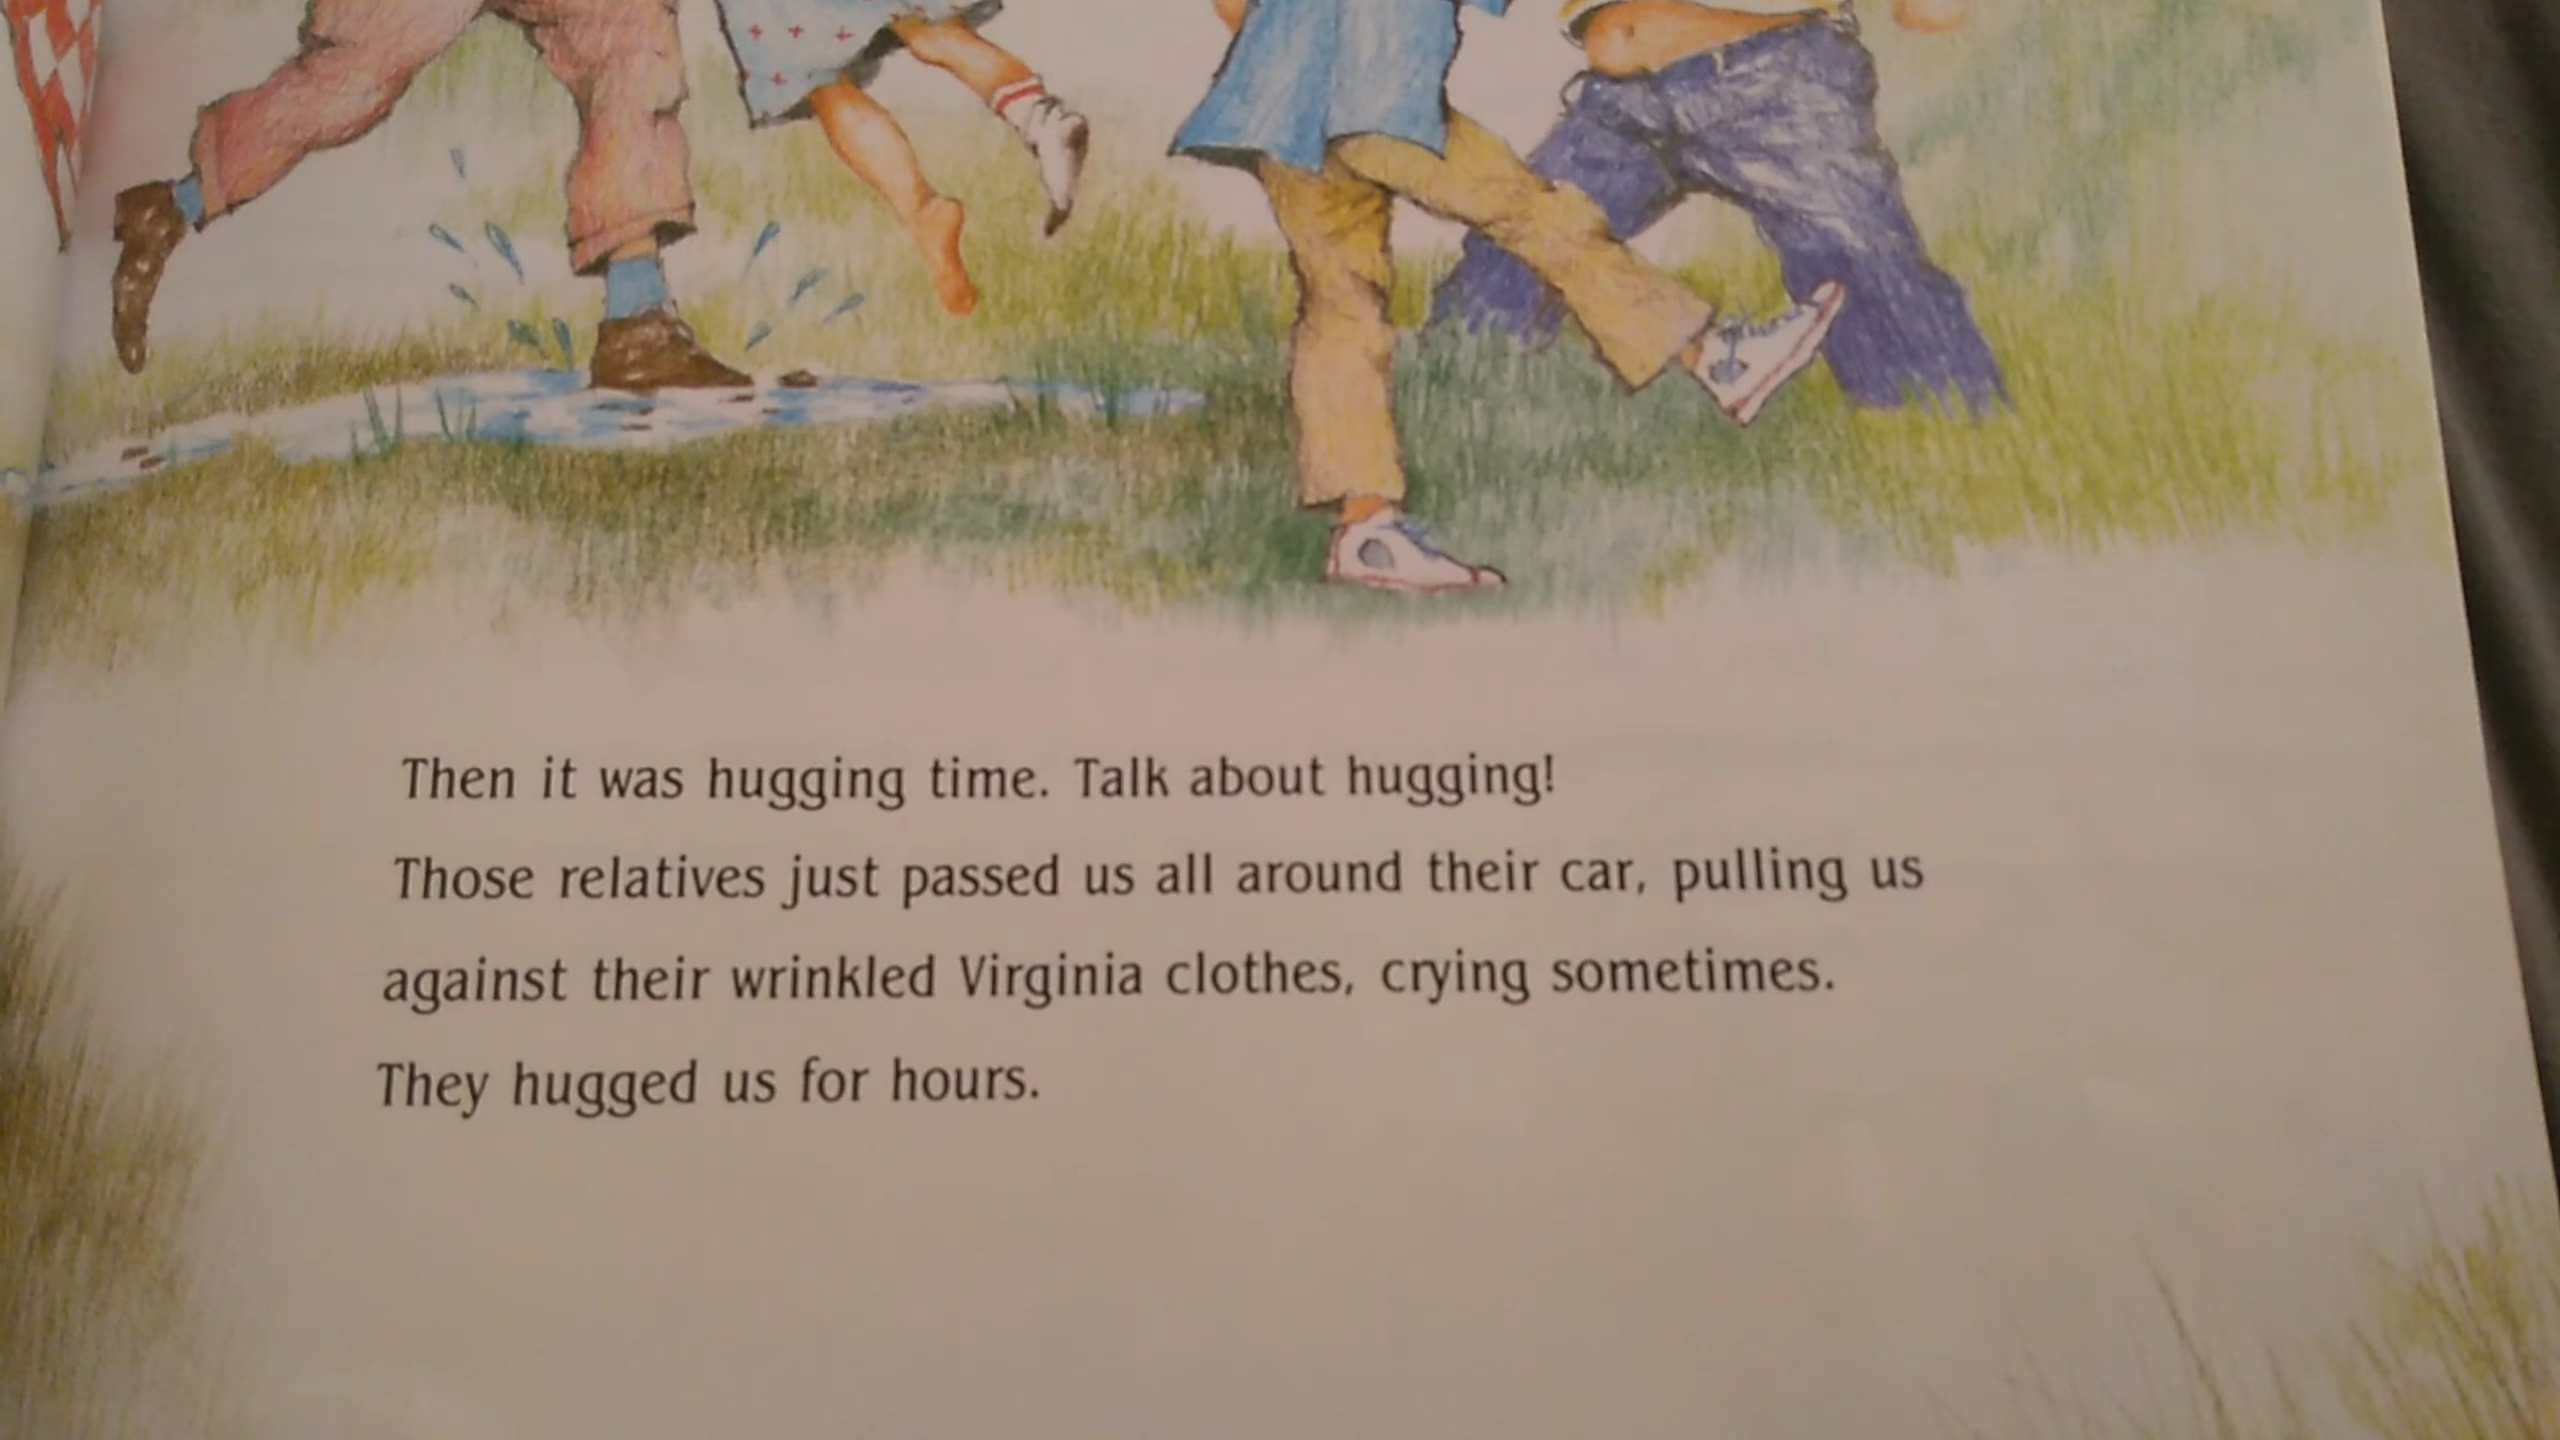 Then it was hugging time. Talk about hugging!
Those relatives just passed us all around their car, pulling us
against their wrinkled Virginia clothes, crying sometimes.
They hugged us for hours.